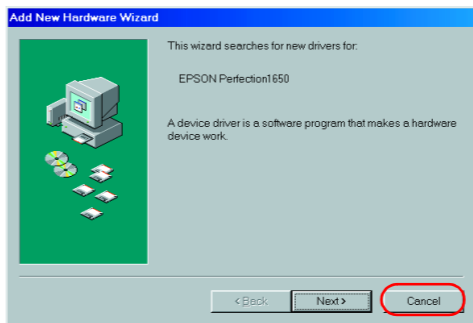 Add New Hardware Wizard
This wizard searches for new drivers for:
EPSON Perfection1650
A device driver is a software program that makes a hardware
device work.
< Back
Next >
Cancel